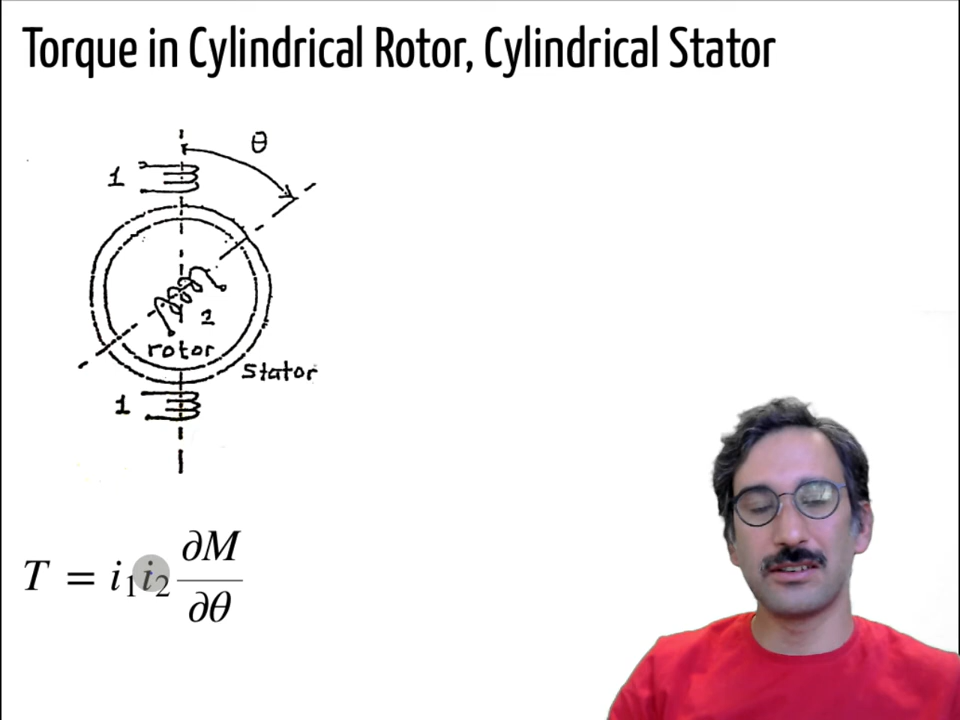 Torque in Cylindrical Rotor, Cylindrical Stator
θ
1
2
rotor
stator
1
T = i₁i₂ ∂M/∂θ